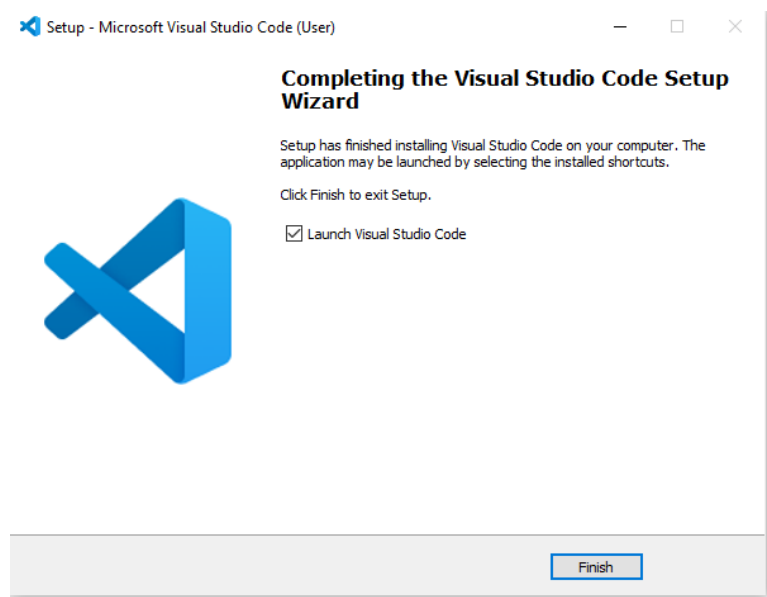 Setup - Microsoft Visual Studio Code (User)
Completing the Visual Studio Code Setup
Wizard
Setup has finished installing Visual Studio Code on your computer. The
application may be launched by selecting the installed shortcuts.
Click Finish to exit Setup.
Launch Visual Studio Code
Finish